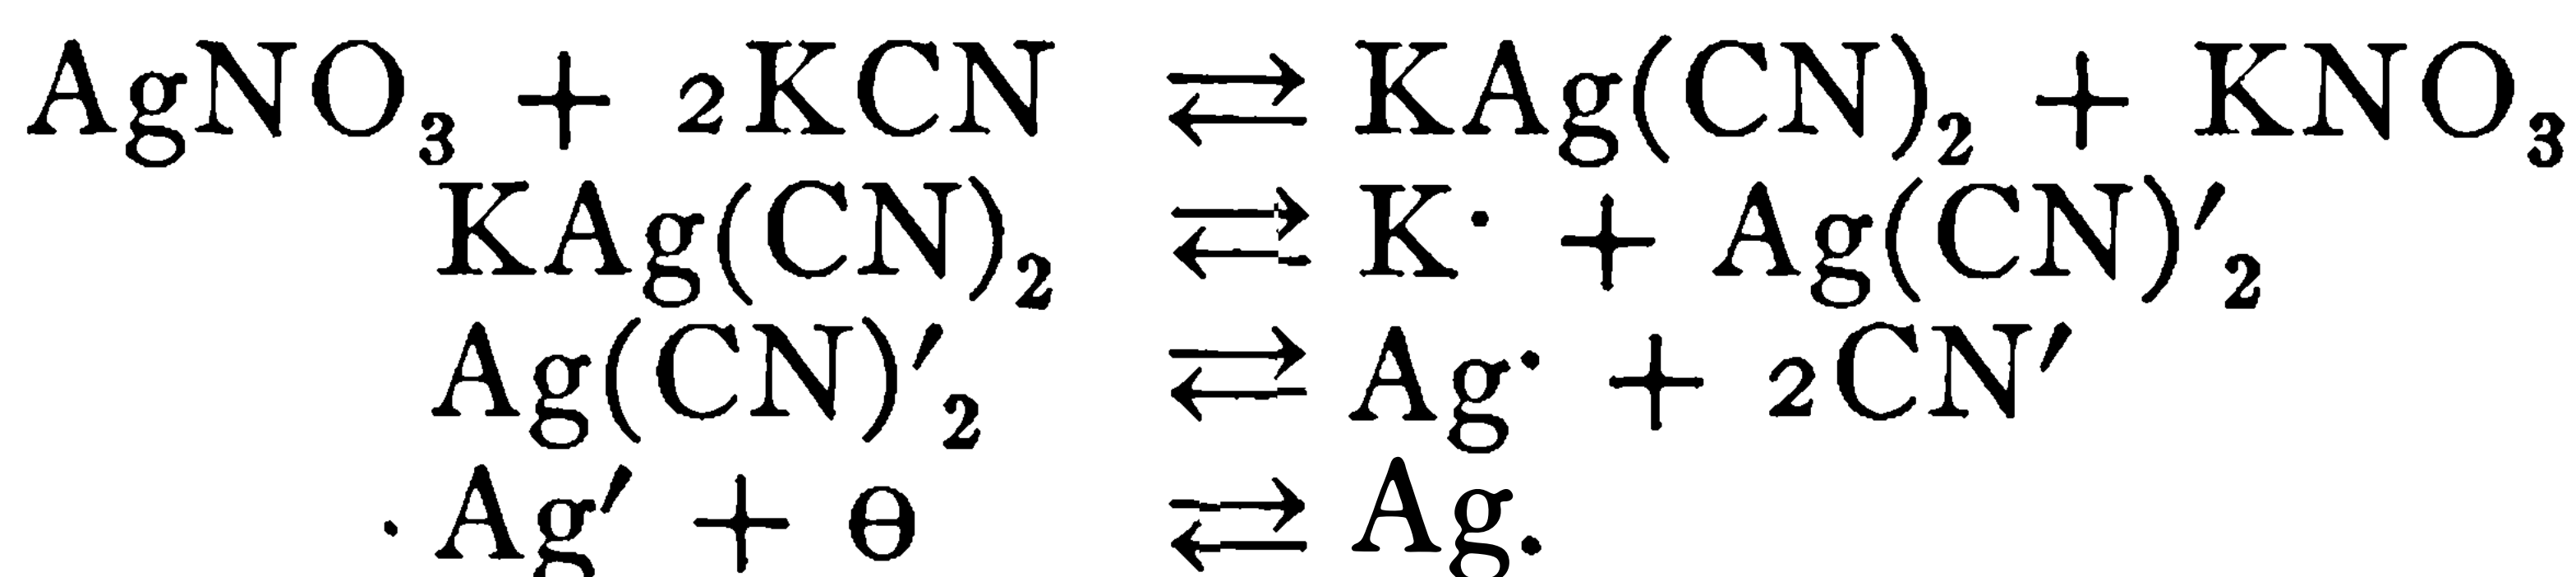 AgNO₃ + 2KCN ⇄ KAg(CN)₂ + KNO₃
KAg(CN)₂ ⇄ K· + Ag(CN)′₂
Ag(CN)′₂ ⇄ Ag· + 2CN′
· Ag′ + ө ⇄ Ag.